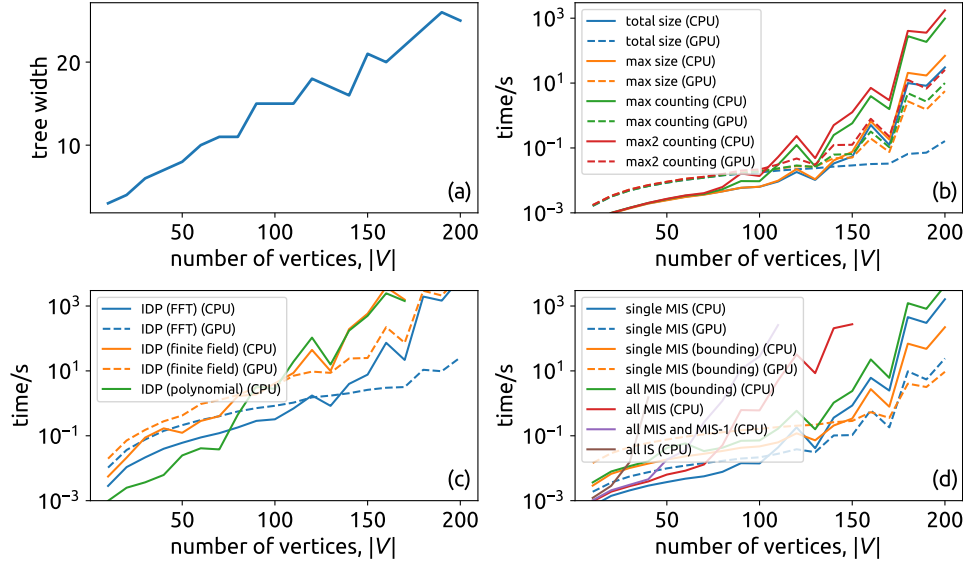 20
10
tree width
50
100
150
200
number of vertices, |V|
(a)
10³
10¹
10⁻¹
10⁻³
time/s
total size (CPU)
total size (GPU)
max size (CPU)
max size (GPU)
max counting (CPU)
max counting (GPU)
max2 counting (CPU)
max2 counting (GPU)
50
100
150
200
number of vertices, |V|
(b)
10³
10¹
10⁻¹
10⁻³
time/s
IDP (FFT) (CPU)
IDP (FFT) (GPU)
IDP (finite field) (CPU)
IDP (finite field) (GPU)
IDP (polynomial) (CPU)
50
100
150
200
number of vertices, |V|
(c)
10³
10¹
10⁻¹
10⁻³
time/s
single MIS (CPU)
single MIS (GPU)
single MIS (bounding) (CPU)
single MIS (bounding) (GPU)
all MIS (bounding) (CPU)
all MIS (CPU)
all MIS and MIS-1 (CPU)
all IS (CPU)
50
100
150
200
number of vertices, |V|
(d)